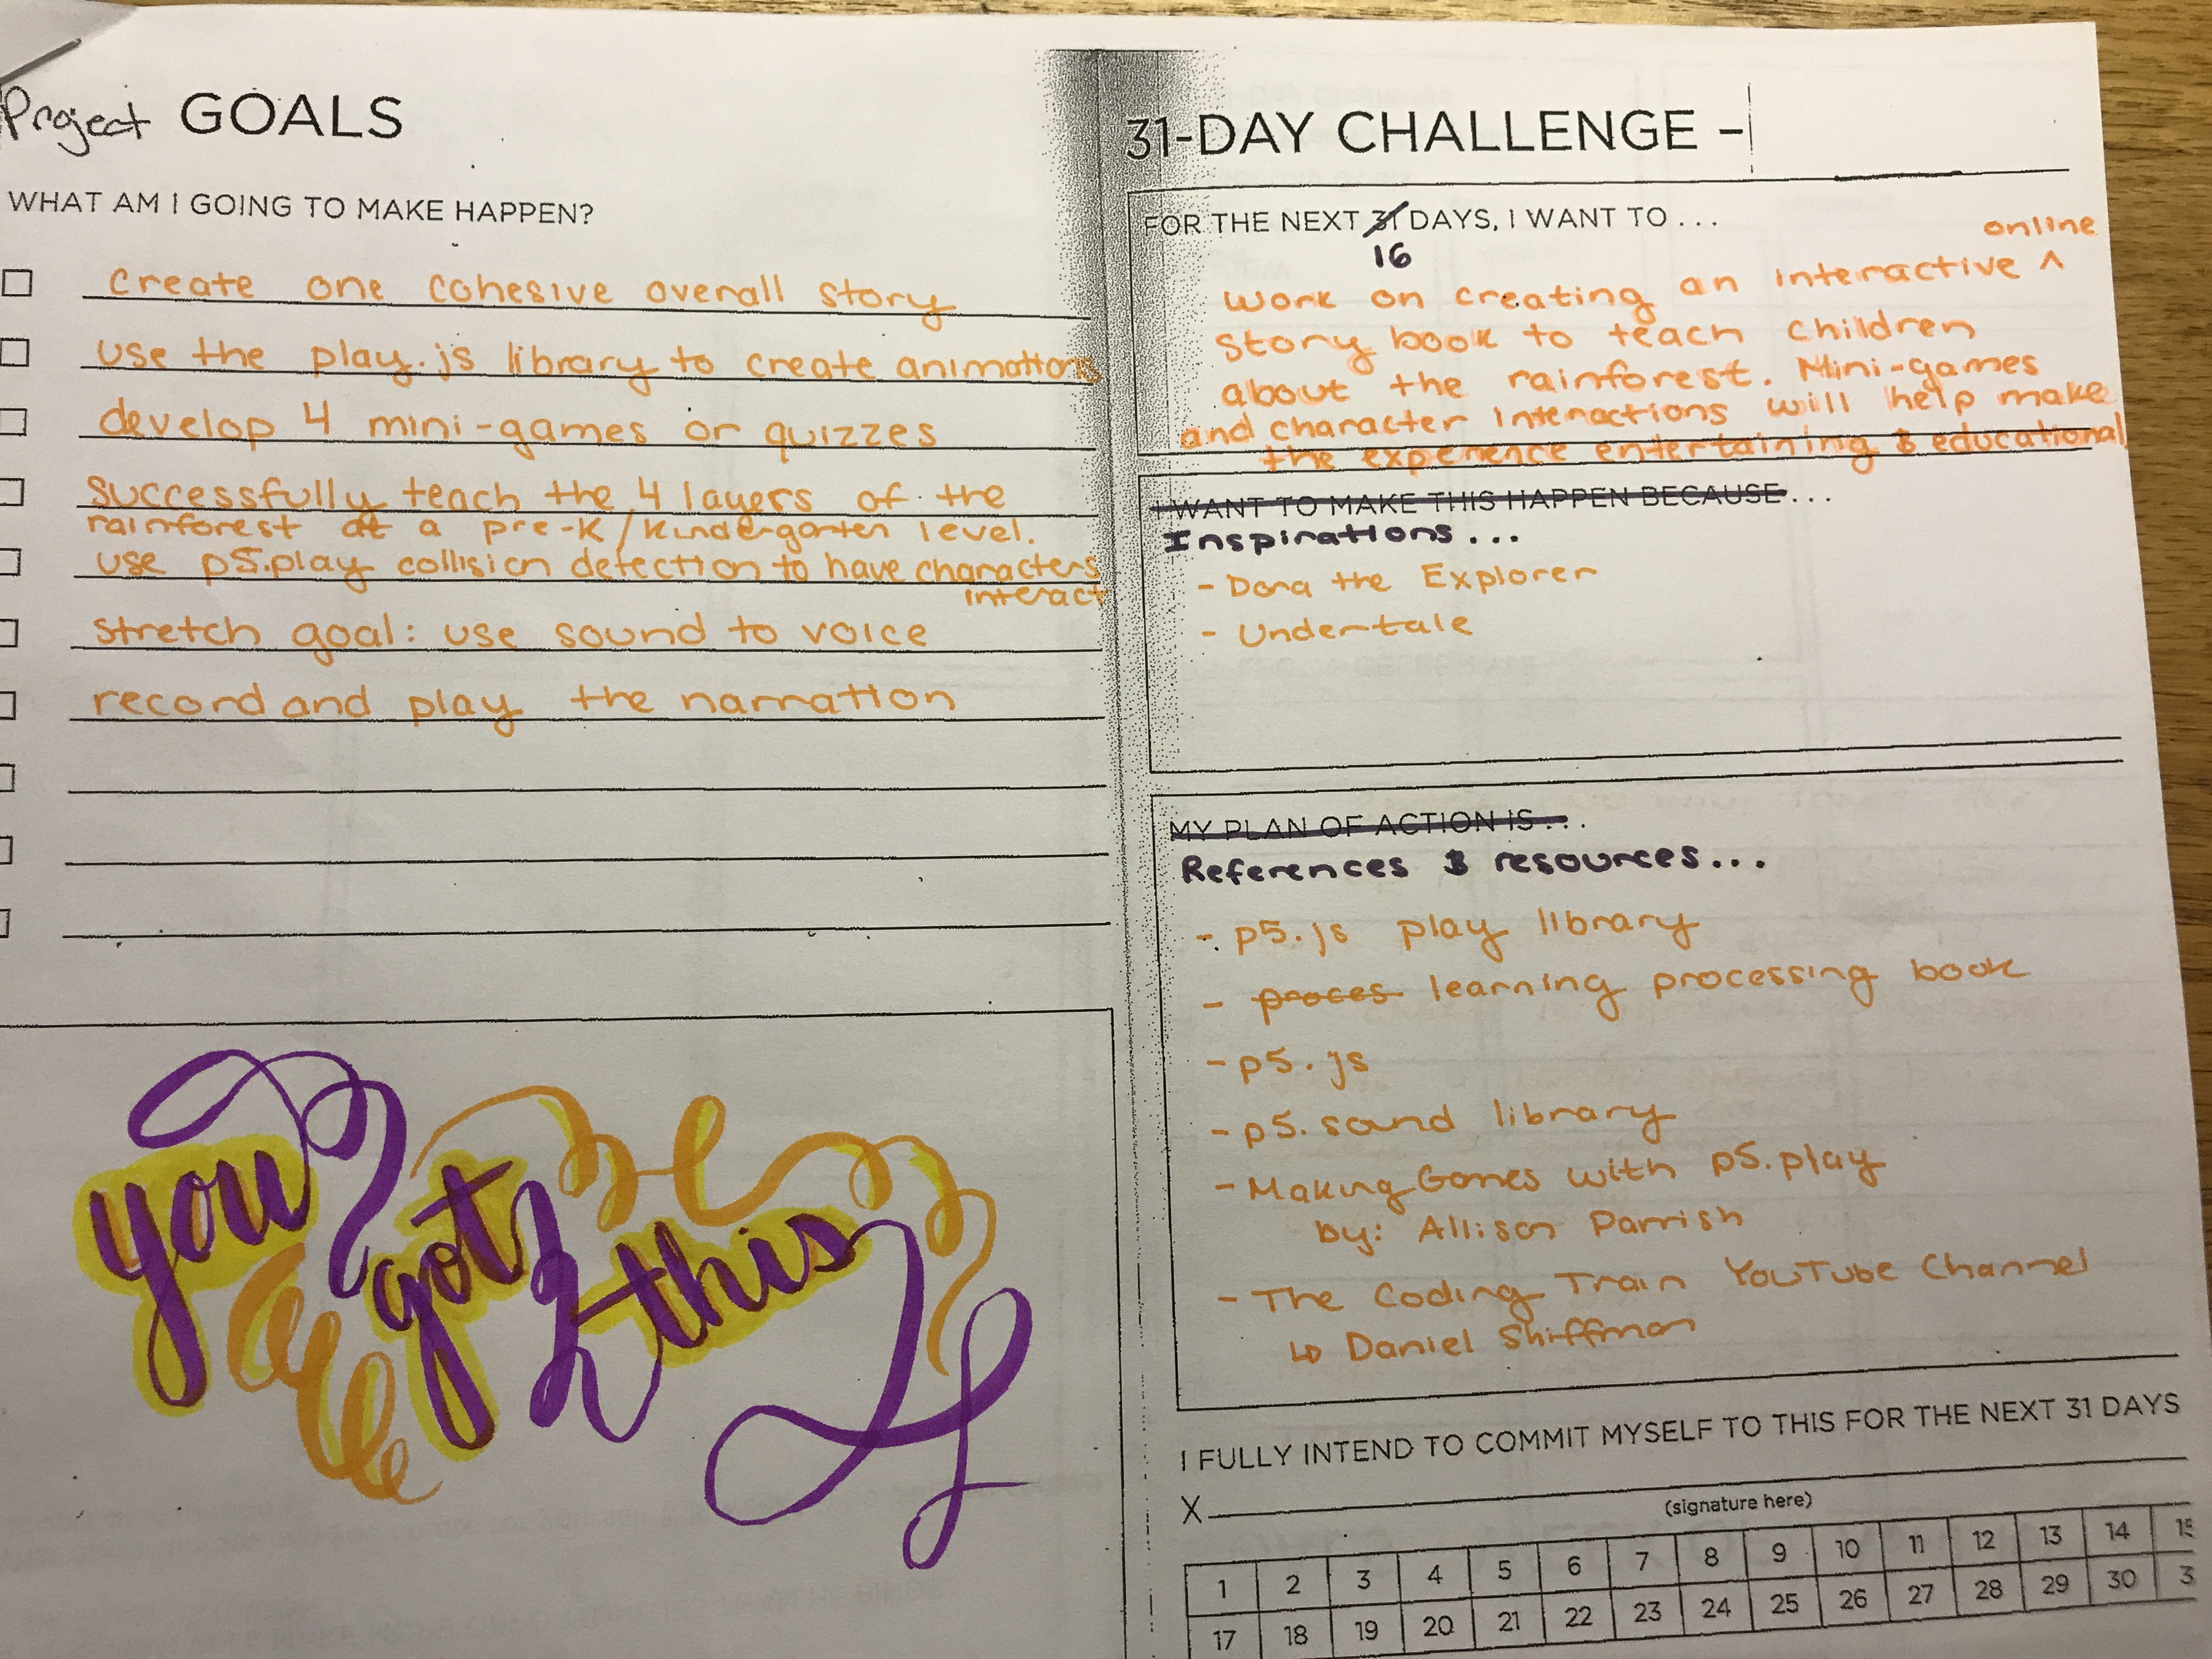 Project GOALS
WHAT AM I GOING TO MAKE HAPPEN?
create one cohesive overall story
use the play.js library to create animations
develop 4 mini-games or quizzes
successfully teach the 4 layers of the
rainforest at a pre-K/kindergarten level.
use p5.play collision detection to have characters
interact
stretch goal: use sound to voice
record and play the narration
you got this
31-DAY CHALLENGE –
FOR THE NEXT 31 DAYS, I WANT TO . . .
16
online
work on creating an interactive ^
story book to teach children
about the rainforest. Mini-games
and character interactions will help make
the experience entertaining & educational
I WANT TO MAKE THIS HAPPEN BECAUSE . . .
Inspirations...
- Dora the Explorer
- Undertale
MY PLAN OF ACTION IS . . .
References & resources...
- p5.js play library
- proces learning processing book
- p5.js
- p5.sound library
- Making Games with p5.play
by: Allison Parrish
- The Coding Train YouTube Channel
↳ Daniel Shiffman
I FULLY INTEND TO COMMIT MYSELF TO THIS FOR THE NEXT 31 DAYS
X
(signature here)
1 2 3 4 5 6 7 8 9 10 11 12 13 14 15
17 18 19 20 21 22 23 24 25 26 27 28 29 30